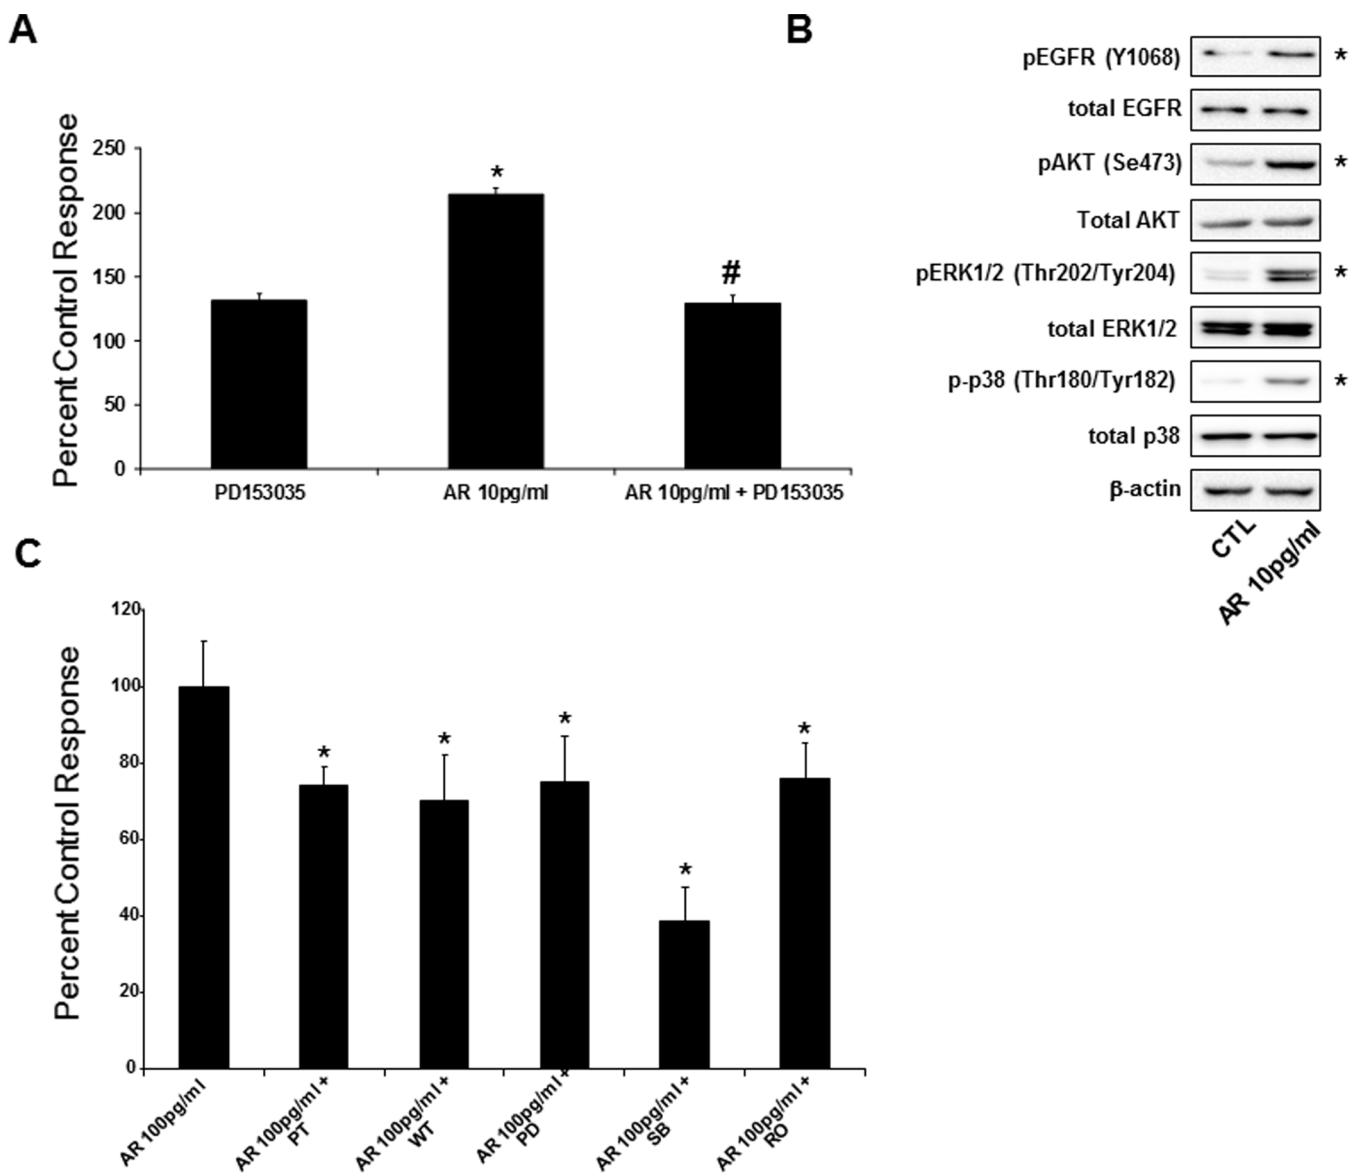 A
Percent Control Response
250
200
150
100
50
0
*
#
PD153035
AR 10pg/ml
AR 10pg/ml + PD153035
B
pEGFR (Y1068)
*
total EGFR
pAKT (Se473)
*
Total AKT
pERK1/2 (Thr202/Tyr204)
*
total ERK1/2
p-p38 (Thr180/Tyr182)
*
total p38
β-actin
CTL
AR 10pg/ml
C
Percent Control Response
120
100
80
60
40
20
0
*
*
*
*
*
AR 100pg/ml
AR 100pg/ml +
PT
AR 100pg/ml +
WT
AR 100pg/ml +
PD
AR 100pg/ml +
SB
AR 100pg/ml +
RO